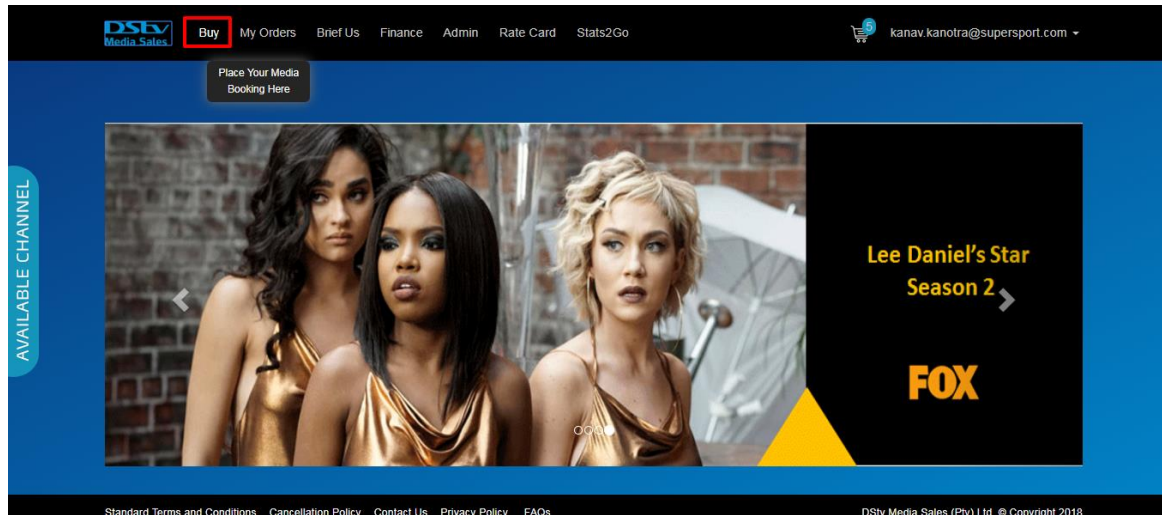 DStv
Media Sales
Buy My Orders Brief Us Finance Admin Rate Card Stats2Go
5
kanav.kanotra@supersport.com
Place Your Media
Booking Here
AVAILABLE CHANNEL
Lee Daniel's Star
Season 2
FOX
Standard Terms and Conditions Cancellation Policy Contact Us Privacy Policy FAQs
DStv Media Sales (Pty) Ltd. © Copyright 2018